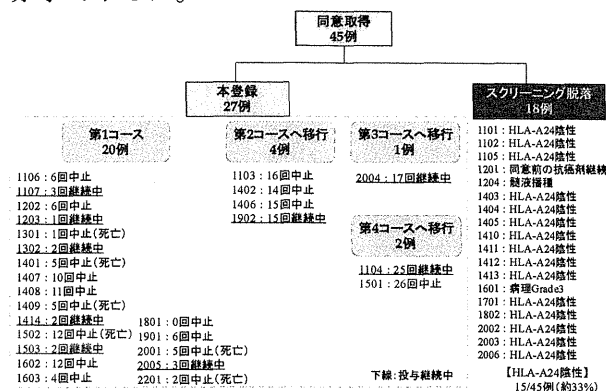 同意取得
45例
本登録
27例
スクリーニング脱落
18例
第1コース
20例
1106：6回中止
1107：3回継続中
1202：6回中止
1203：1回継続中
1301：1回中止(死亡)
1302：2回継続中
1401：5回中止(死亡)
1407：10回中止
1408：11回中止
1409：5回中止(死亡)
1414：2回継続中
1502：12回中止(死亡)
1503：2回継続中
1602：12回中止
1603：4回中止
1801：0回中止
1901：6回中止
2001：5回中止(死亡)
2005：3回継続中
2201：2回中止(死亡)
第2コースへ移行
4例
1103：16回中止
1402：14回中止
1406：15回中止
1902：15回継続中
第3コースへ移行
1例
2004：17回継続中
第4コースへ移行
2例
1104：25回継続中
1501：26回中止
下線：投与継続中
1101：HLA-A24陰性
1102：HLA-A24陰性
1105：HLA-A24陰性
1201：同意前の抗癌剤継続
1204：髄液播種
1403：HLA-A24陰性
1404：HLA-A24陰性
1405：HLA-A24陰性
1410：HLA-A24陰性
1411：HLA-A24陰性
1412：HLA-A24陰性
1413：HLA-A24陰性
1601：病理Grade3
1701：HLA-A24陰性
1802：HLA-A24陰性
2002：HLA-A24陰性
2003：HLA-A24陰性
2006：HLA-A24陰性
【HLA-A24陰性】
15/45例(約33%)